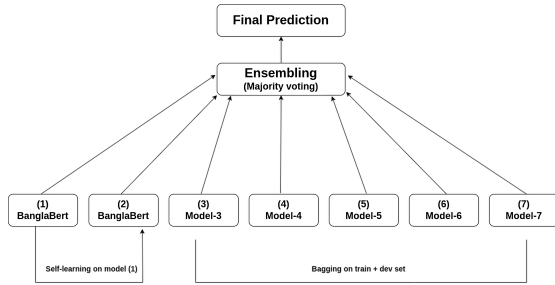 Final Prediction
Ensembling
(Majority voting)
(1)
BanglaBert
(2)
BanglaBert
(3)
Model-3
(4)
Model-4
(5)
Model-5
(6)
Model-6
(7)
Model-7
Self-learning on model (1)
Bagging on train + dev set